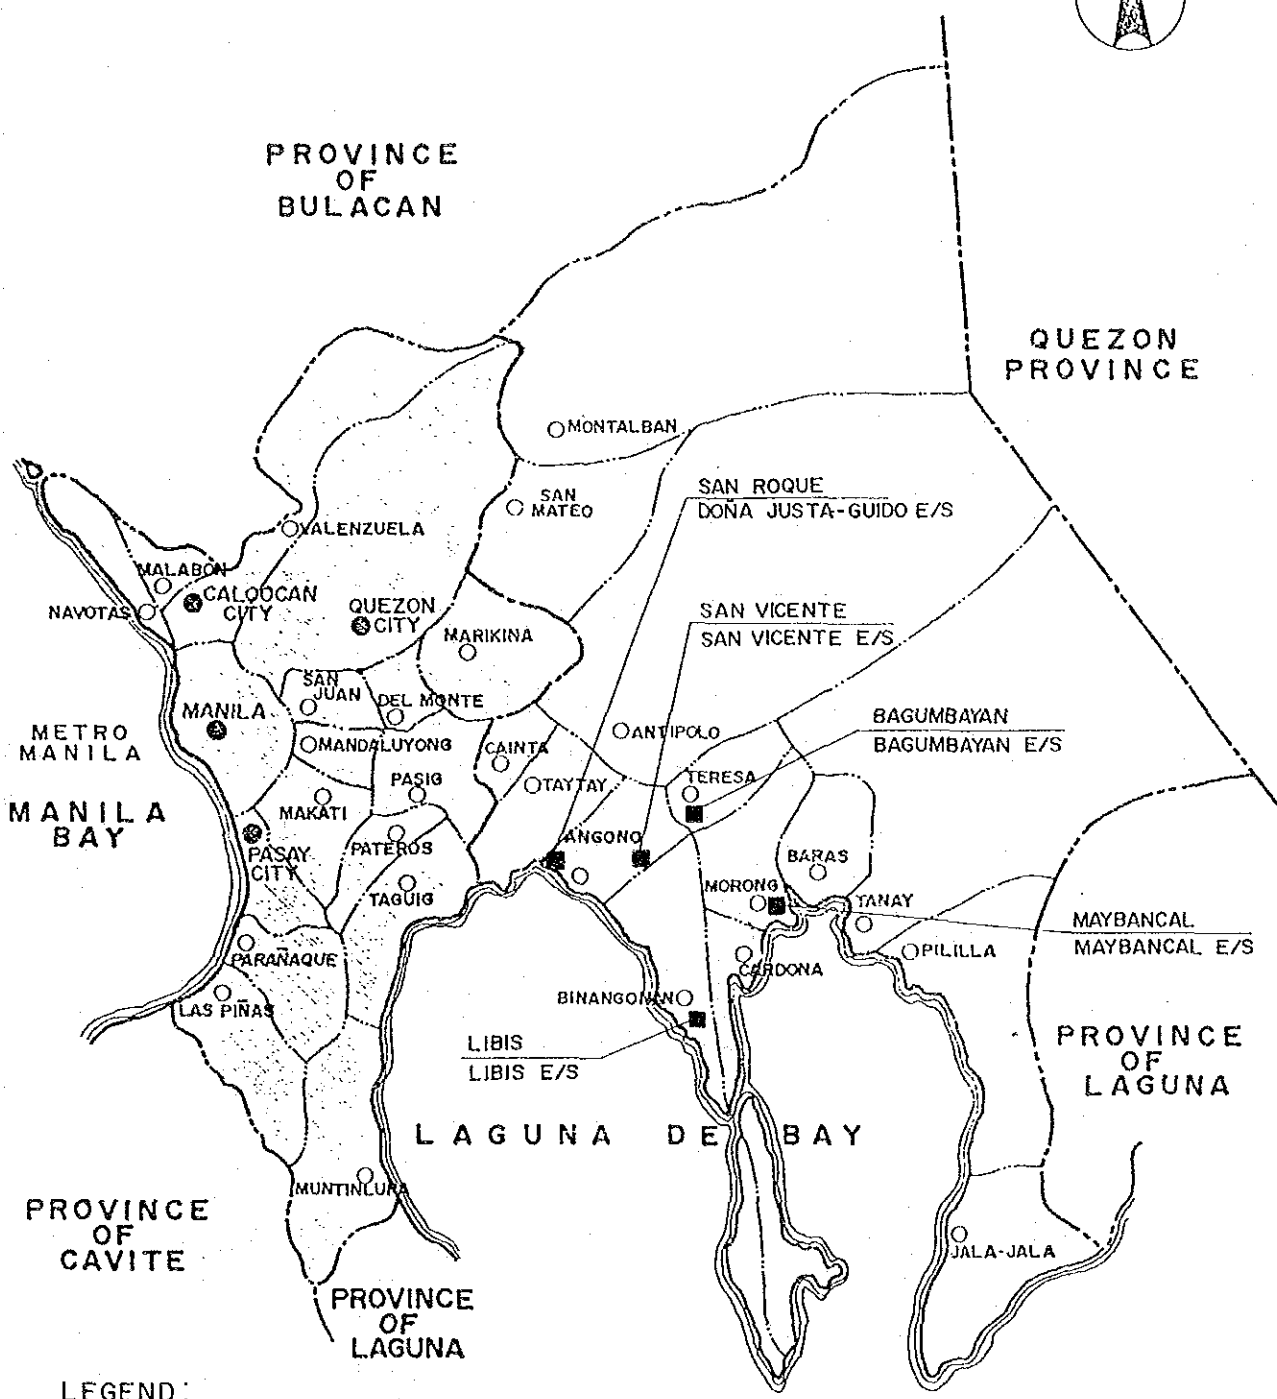 PROVINCE
OF
BULACAN
QUEZON
PROVINCE
MONTALBAN
SAN
MATEO
SAN ROQUE
DOÑA JUSTA-GUIDO E/S
VALENZUELA
MALABON
CALOOCAN
CITY
NAVOTAS
QUEZON
CITY
MARIKINA
SAN VICENTE
SAN VICENTE E/S
SAN
JUAN
DEL MONTE
MANILA
METRO
MANILA
MANDALUYONG
CAINTA
ANTIPOLO
BAGUMBAYAN
BAGUMBAYAN E/S
PASIG
TAYTAY
TERESA
MANILA
BAY
MAKATI
PASAY
CITY
PATEROS
ANGONO
BARAS
TAGUIG
MORONG
TANAY
MAYBANCAL
MAYBANCAL E/S
PARAÑAQUE
CARDONA
PILILLA
LAS PIÑAS
BINANGONAN
LIBIS
LIBIS E/S
PROVINCE
OF
LAGUNA
LAGUNA DE BAY
MUNTINLUPA
PROVINCE
OF
CAVITE
JALA-JALA
PROVINCE
OF
LAGUNA
LEGEND: